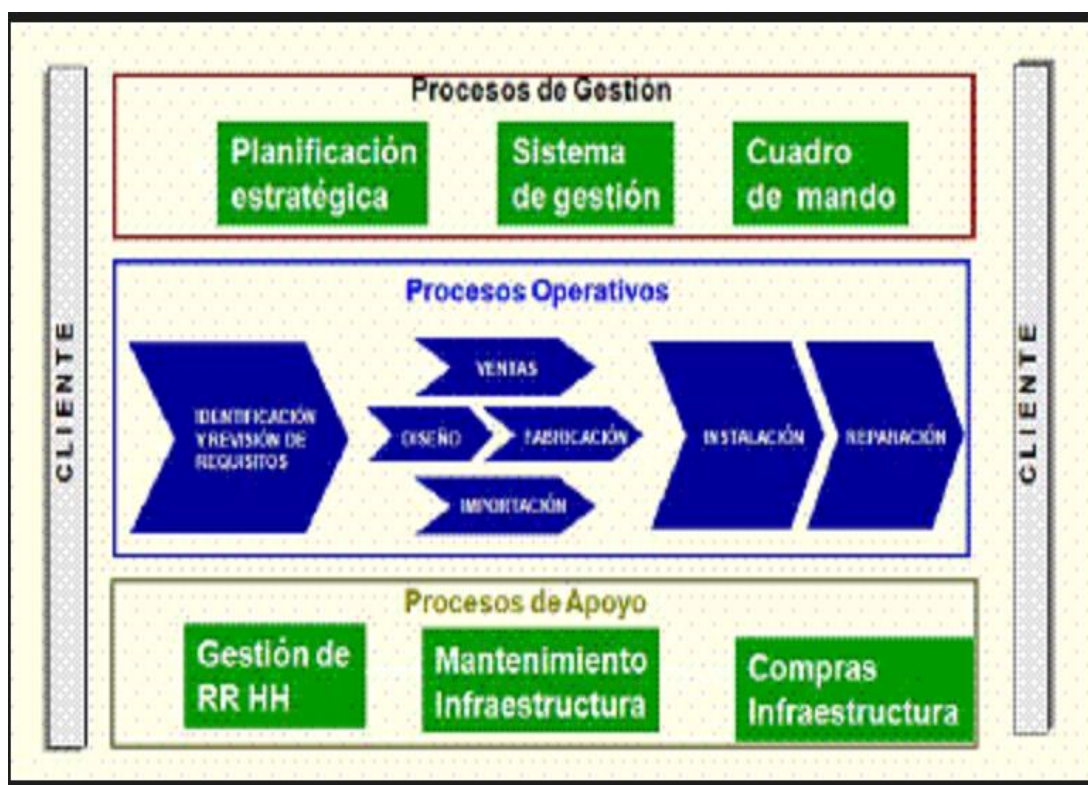 CLIENTE
Procesos de Gestión
Planificación
estratégica
Sistema
de gestión
Cuadro
de mando
Procesos Operativos
IDENTIFICACIÓN
Y REVISIÓN DE
REQUISITOS
VENTAS
DISEÑO
FABRICACIÓN
IMPORTACIÓN
INSTALACIÓN
REPARACIÓN
Procesos de Apoyo
Gestión de
RR HH
Mantenimiento
Infraestructura
Compras
Infraestructura
CLIENTE